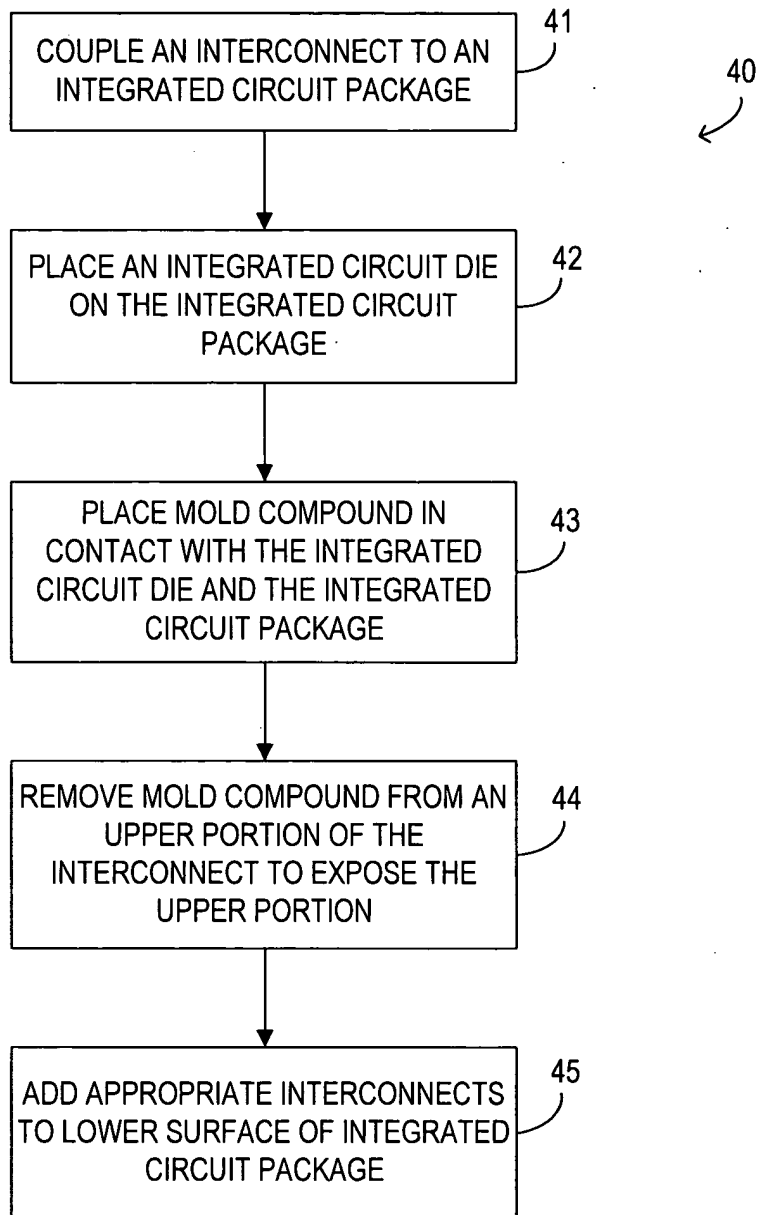 COUPLE AN INTERCONNECT TO AN
INTEGRATED CIRCUIT PACKAGE
41
40
PLACE AN INTEGRATED CIRCUIT DIE
ON THE INTEGRATED CIRCUIT
PACKAGE
42
PLACE MOLD COMPOUND IN
CONTACT WITH THE INTEGRATED
CIRCUIT DIE AND THE INTEGRATED
CIRCUIT PACKAGE
43
REMOVE MOLD COMPOUND FROM AN
UPPER PORTION OF THE
INTERCONNECT TO EXPOSE THE
UPPER PORTION
44
ADD APPROPRIATE INTERCONNECTS
TO LOWER SURFACE OF INTEGRATED
CIRCUIT PACKAGE
45